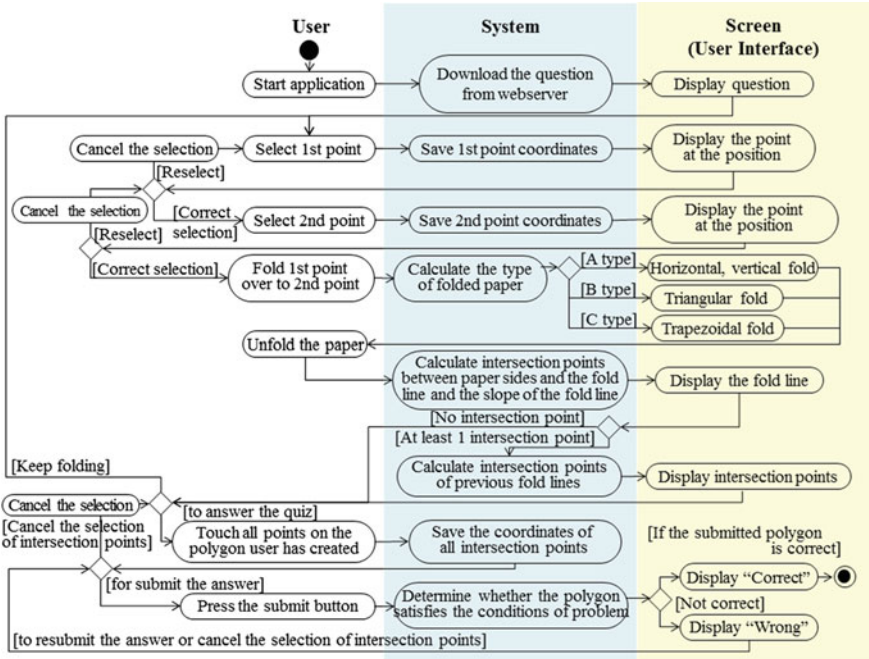 User
System
Screen
(User Interface)
Start application
Download the question
from webserver
Display question
Cancel the selection
Select 1st point
Save 1st point coordinates
Display the point
at the position
[Reselect]
Cancel the selection
[Correct
selection]
Select 2nd point
Save 2nd point coordinates
Display the point
at the position
[Reselect]
[Correct selection]
Fold 1st point
over to 2nd point
Calculate the type
of folded paper
[A type]
Horizontal, vertical fold
[B type]
Triangular fold
[C type]
Trapezoidal fold
Unfold the paper
Calculate intersection points
between paper sides and the fold
line and the slope of the fold line
Display the fold line
[No intersection point]
[At least 1 intersection point]
[Keep folding]
Calculate intersection points
of previous fold lines
Display intersection points
Cancel the selection
[to answer the quiz]
[Cancel the selection
of intersection points]
Touch all points on the
polygon user has created
Save the coordinates of
all intersection points
[If the submitted polygon
is correct]
[for submit the answer]
Press the submit button
Determine whether the polygon
satisfies the conditions of problem
Display “Correct”
[Not correct]
Display “Wrong”
[to resubmit the answer or cancel the selection of intersection points]